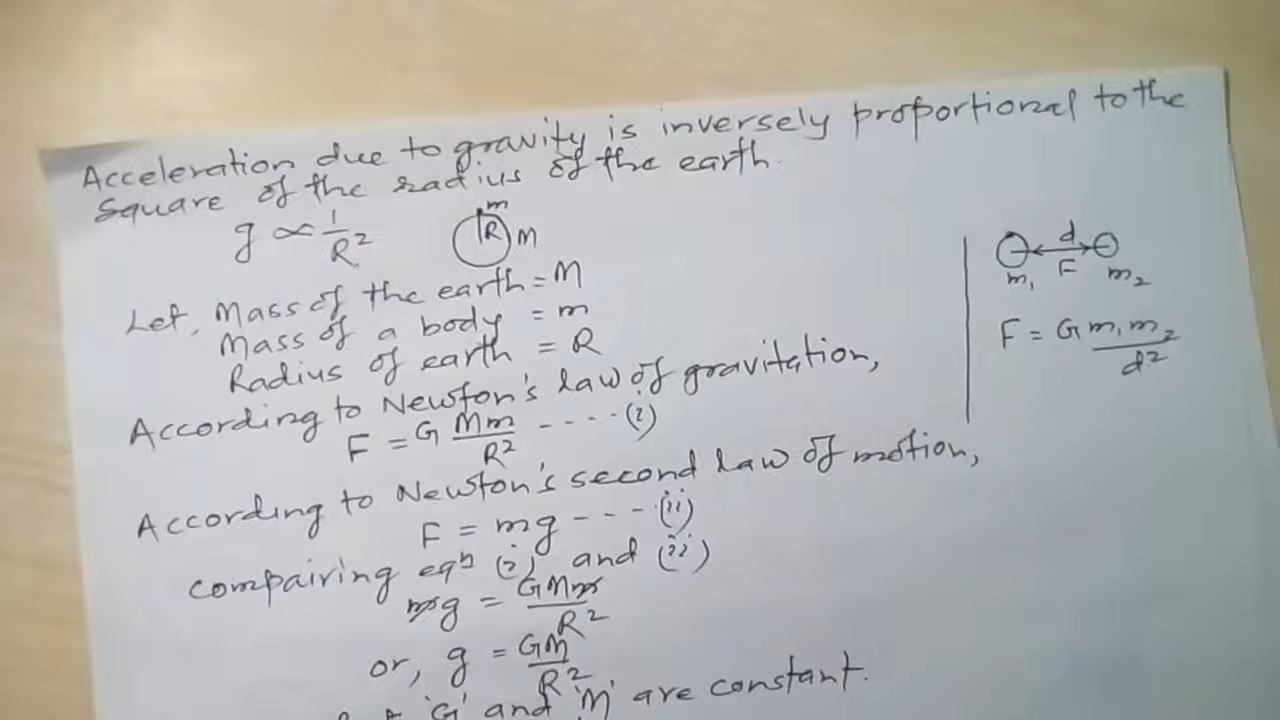 Acceleration due to gravity is inversely proportional to the
square of the radius of the earth.
g ∝ 1/R²
m
R M
Let, Mass of the earth = M
Mass of a body = m
Radius of earth = R
According to Newton's law of gravitation,
F = G Mm/R² ---- (i)
According to Newton's second law of motion,
F = mg --- (ii)
compairing eqⁿ (i) and (ii)
mg = GMm/R²
or, g = GM/R²
'G' and 'M' are constant.
d
F
m₁ m₂
F = G m₁m₂/d²